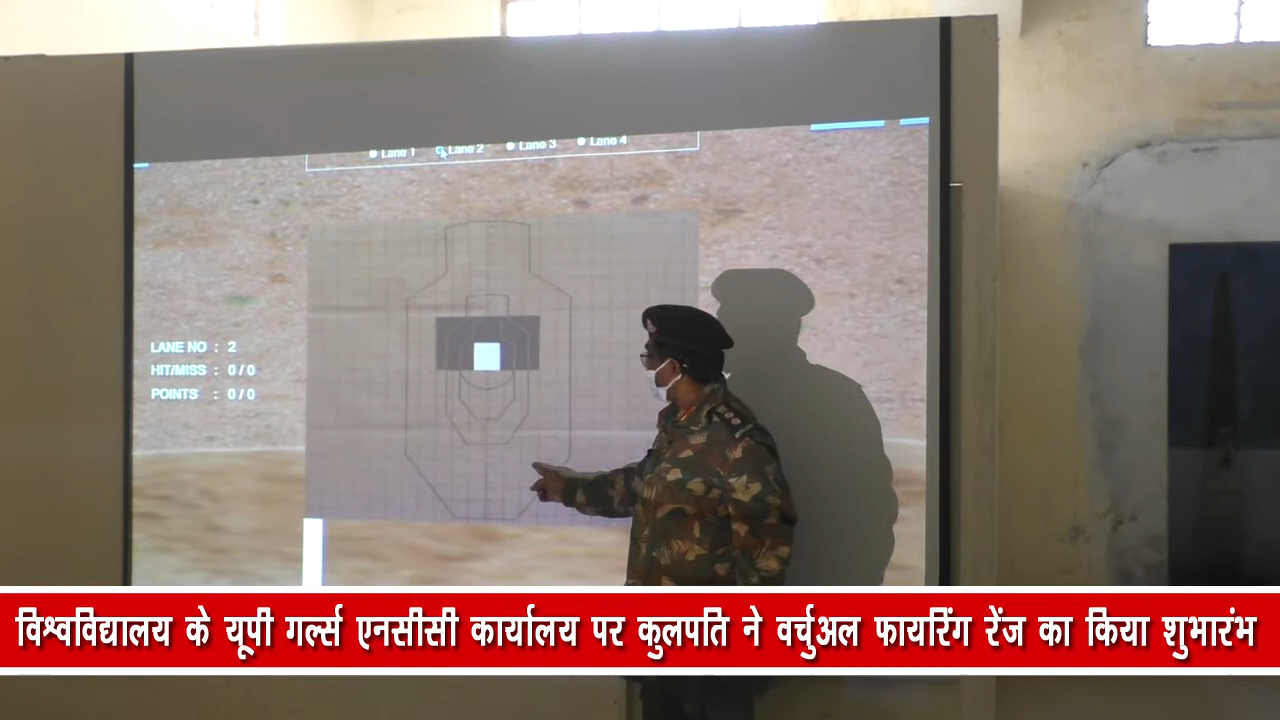 Lane 1 Lane 2 Lane 3 Lane 4
LANE NO : 2
HIT/MISS : 0/0
POINTS : 0/0
विश्वविद्यालय के यूपी गर्ल्स एनसीसी कार्यालय पर कुलपति ने वर्चुअल फायरिंग रेंज का किया शुभारंभ